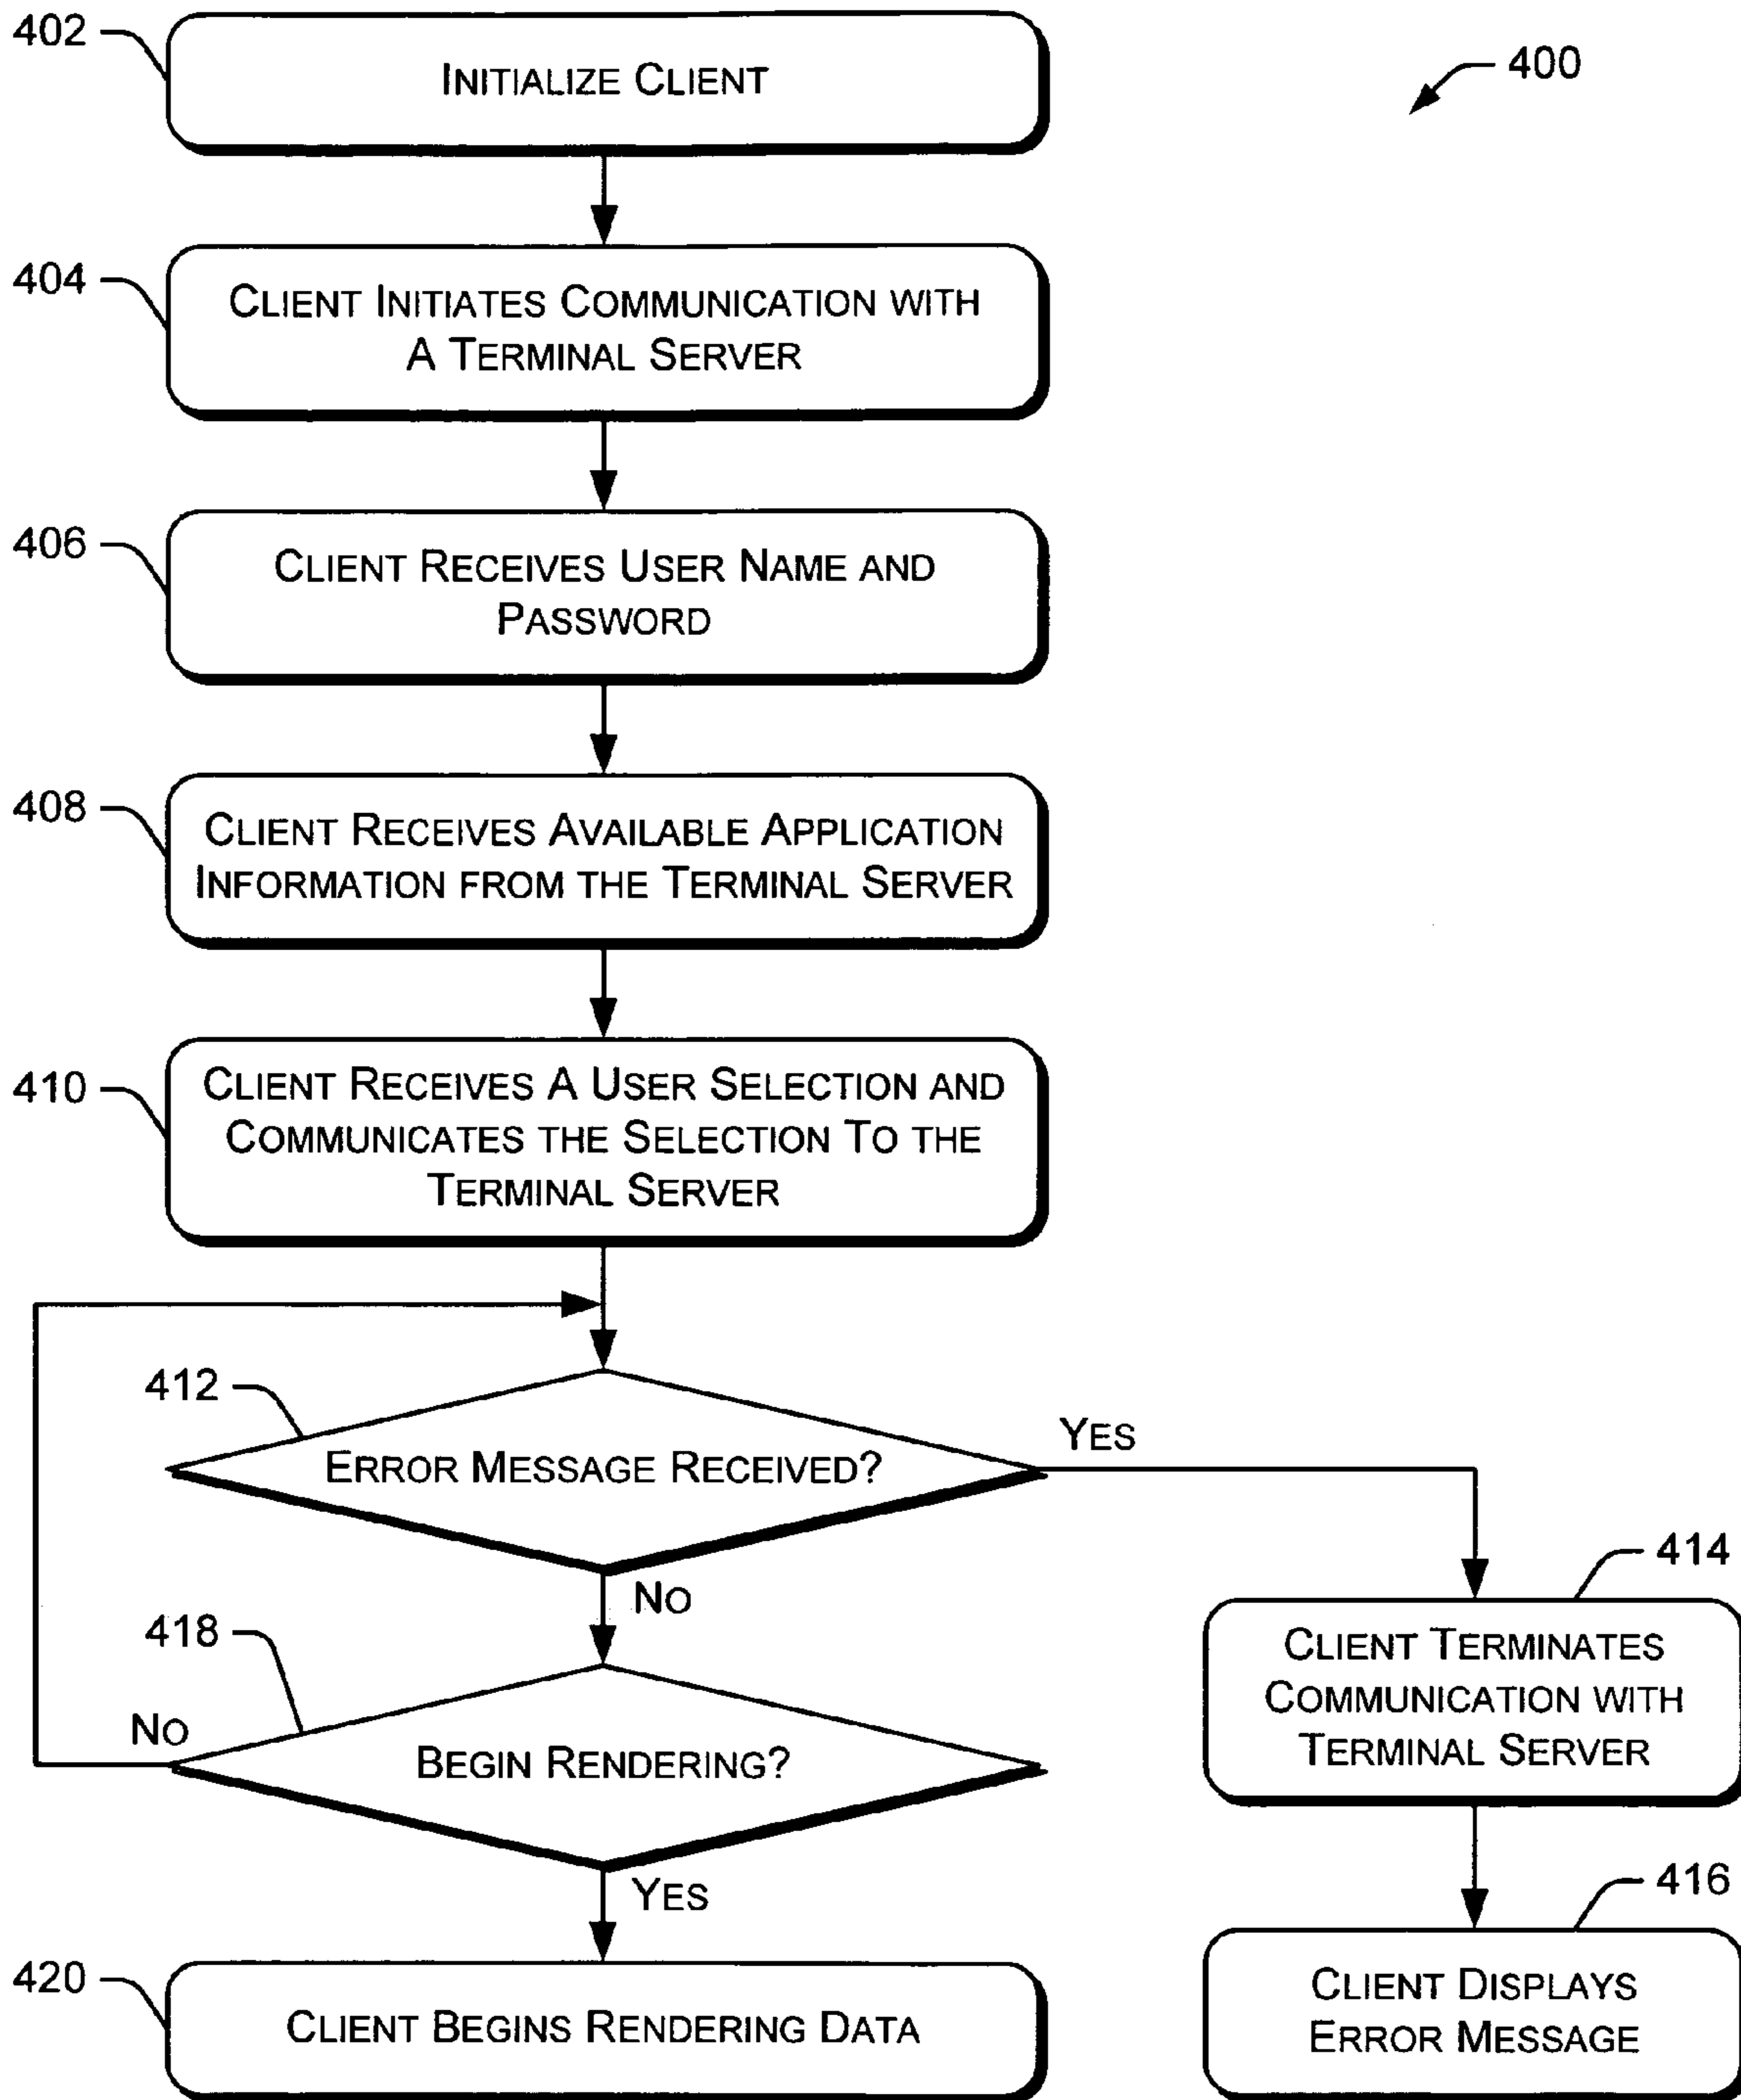 402
INITIALIZE CLIENT
400
404
CLIENT INITIATES COMMUNICATION WITH
A TERMINAL SERVER
406
CLIENT RECEIVES USER NAME AND
PASSWORD
408
CLIENT RECEIVES AVAILABLE APPLICATION
INFORMATION FROM THE TERMINAL SERVER
410
CLIENT RECEIVES A USER SELECTION AND
COMMUNICATES THE SELECTION TO THE
TERMINAL SERVER
412
ERROR MESSAGE RECEIVED?
YES
NO
414
CLIENT TERMINATES
COMMUNICATION WITH
TERMINAL SERVER
418
NO
BEGIN RENDERING?
YES
416
CLIENT DISPLAYS
ERROR MESSAGE
420
CLIENT BEGINS RENDERING DATA